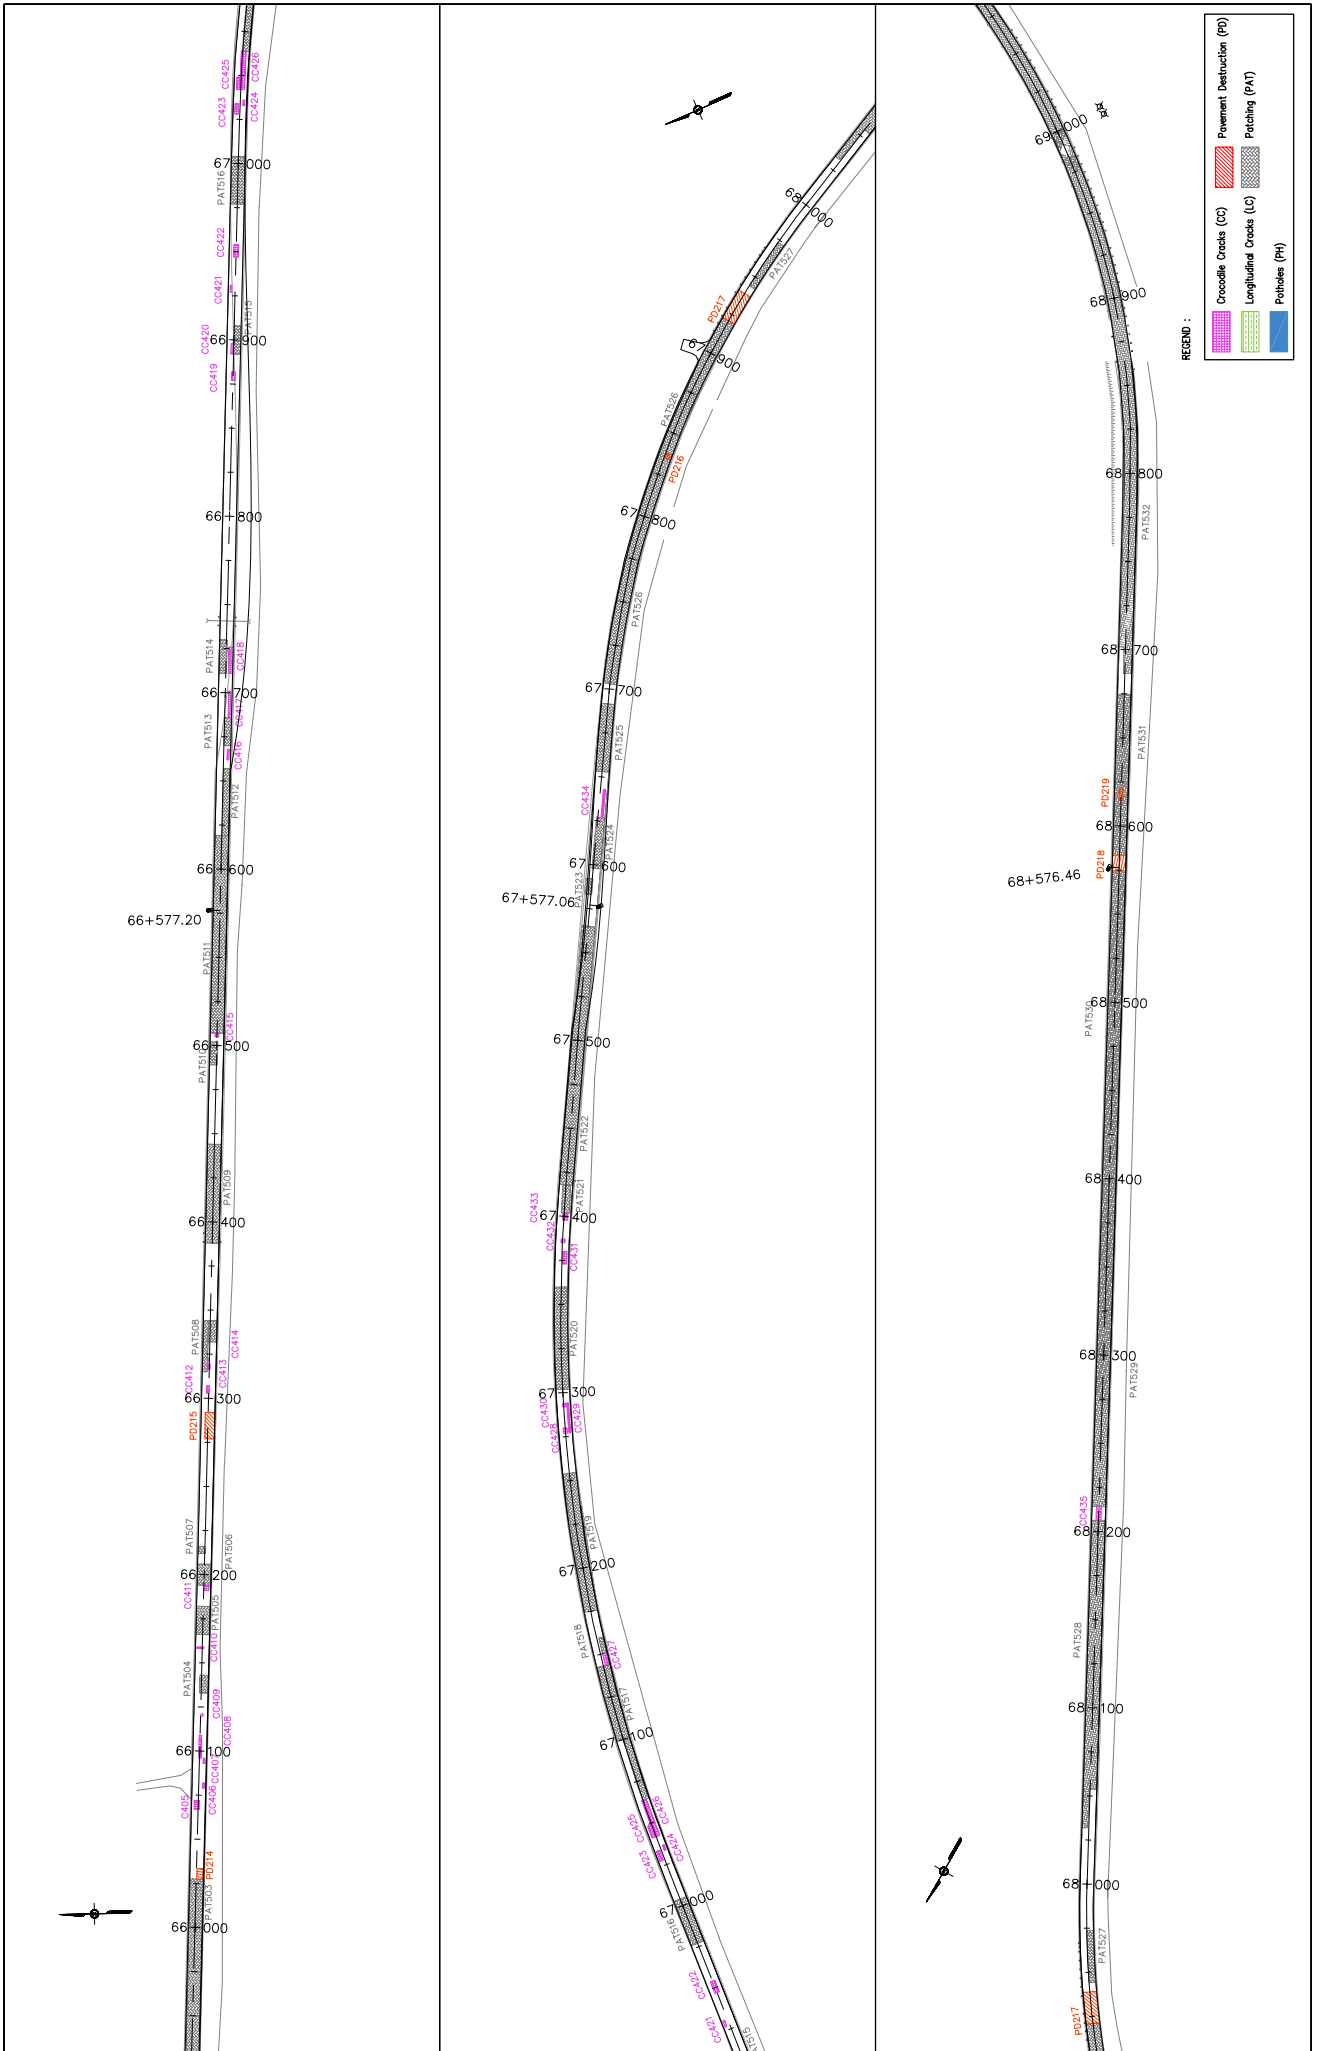 CC425
CC426
CC423
CC424
67+000
PAT516
CC422
CC421
PAT515
CC420
66+900
CC419
66+800
PAT514
CC418
66+700
CC417
PAT513
CC416
PAT512
66+600
66+577.20
PAT511
CC415
66+500
PAT510
PAT509
66+400
PAT508
CC414
CC412
CC413
66+300
PD215
PAT507
PAT506
66+200
CC411
PAT505
CC410
PAT504
CC409
CC408
66+100
CC407
CC406
C405
PD214
PAT503
66+000
68+000
PAT527
PD217
67+900
PAT526
PD216
67+800
PAT526
67+700
PAT525
CC434
PAT524
67+600
PAT523
67+577.06
67+500
PAT522
PAT521
CC433
67+400
CC432
CC431
PAT520
67+300
CC430
CC429
CC428
PAT519
67+200
PAT518
CC427
PAT517
67+100
CC426
CC425
CC424
CC423
67+000
PAT516
CC422
CC421
T515
69+000
68+900
68+800
PAT532
68+700
PAT531
PD219
68+600
PD218
68+576.46
68+500
PAT530
68+400
68+300
PAT529
CC435
68+200
PAT528
68+100
68+000
PAT527
PD217
REGEND :
Crocodile Cracks (CC)
Pavement Destruction (PD)
Longitudinal Cracks (LC)
Patching (PAT)
Potholes (PH)